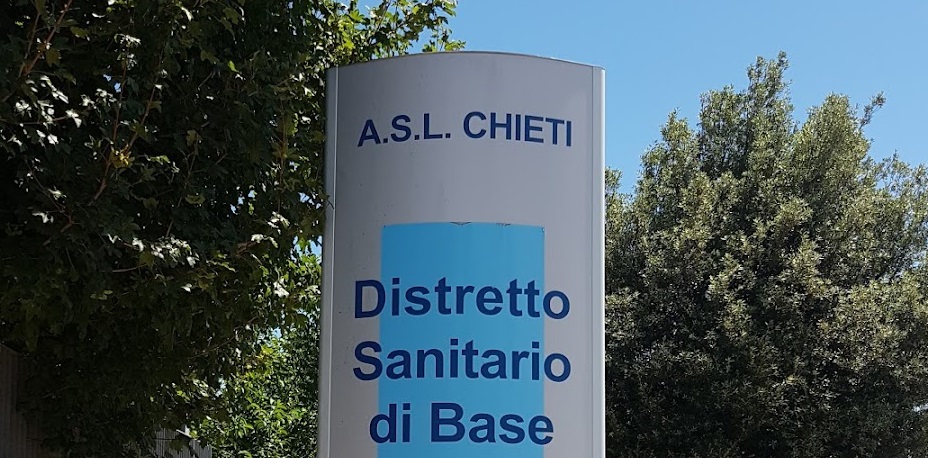 A.S.L. CHIETI
Distretto
Sanitario
di Base